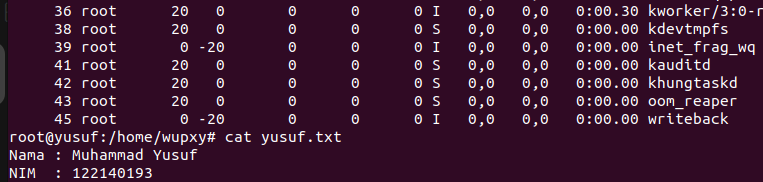 36 root 20 0 0 0 0 I 0,0 0,0 0:00.30 kworker/3:0-r
38 root 20 0 0 0 0 S 0,0 0,0 0:00.00 kdevtmpfs
39 root 0 -20 0 0 0 I 0,0 0,0 0:00.00 inet_frag_wq
41 root 20 0 0 0 0 S 0,0 0,0 0:00.00 kauditd
42 root 20 0 0 0 0 S 0,0 0,0 0:00.00 khungtaskd
43 root 20 0 0 0 0 S 0,0 0,0 0:00.00 oom_reaper
45 root 0 -20 0 0 0 I 0,0 0,0 0:00.00 writeback
root@yusuf:/home/wupxy# cat yusuf.txt
Nama : Muhammad Yusuf
NIM  : 122140193